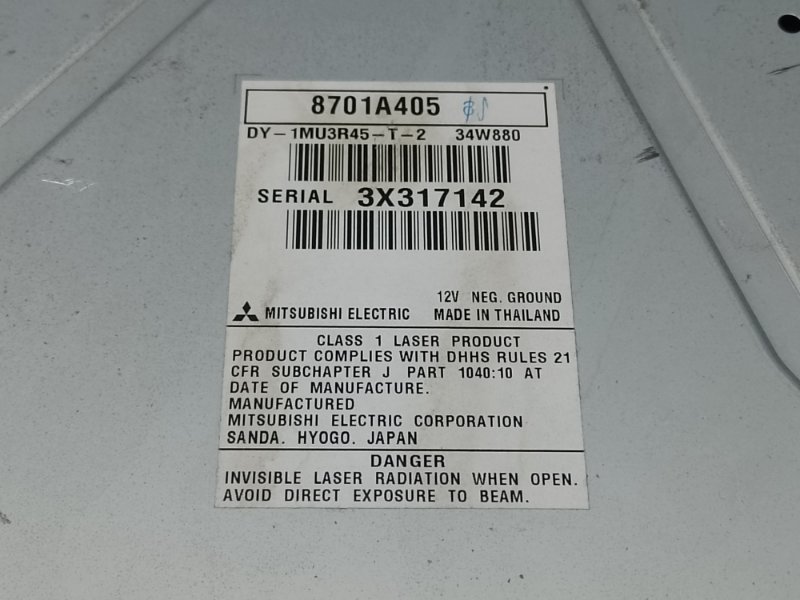 8701A405
DY-1MU3R45-T-2 34W880
SERIAL 3X317142
12V NEG. GROUND
MITSUBISHI ELECTRIC MADE IN THAILAND
CLASS 1 LASER PRODUCT
PRODUCT COMPLIES WITH DHHS RULES 21
CFR SUBCHAPTER J PART 1040:10 AT
DATE OF MANUFACTURE.
MANUFACTURED
MITSUBISHI ELECTRIC CORPORATION
SANDA. HYOGO. JAPAN
DANGER
INVISIBLE LASER RADIATION WHEN OPEN.
AVOID DIRECT EXPOSURE TO BEAM.